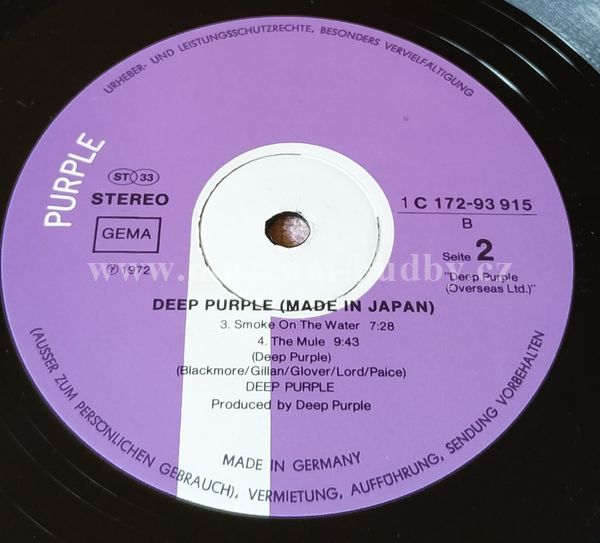 URHEBER- UND LEISTUNGSSCHUTZRECHTE, BESONDERS VERVIELFÄLTIGUNG
PURPLE
ST 33
STEREO
GEMA
℗ 1972
1 C 172-93 915
B
Seite 2
"Deep Purple
(Overseas Ltd.)"
DEEP PURPLE (MADE IN JAPAN)
3. Smoke On The Water 7:28
4. The Mule 9:43
(Deep Purple)
(Blackmore/Gillan/Glover/Lord/Paice)
DEEP PURPLE
Produced by Deep Purple
MADE IN GERMANY
(AUSSER ZUM PERSÖNLICHEN GEBRAUCH), VERMIETUNG, AUFFÜHRUNG, SENDUNG VORBEHALTEN